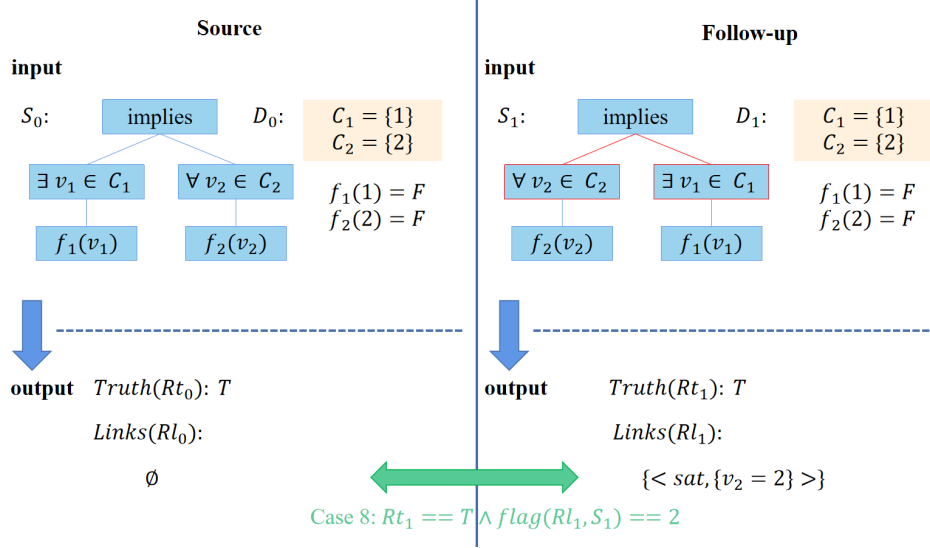 Source
input
S₀:
implies
D₀:
C₁ = {1}
C₂ = {2}
∃ v₁ ∈ C₁
∀ v₂ ∈ C₂
f₁(1) = F
f₂(2) = F
f₁(v₁)
f₂(v₂)
output
Truth(Rt₀): T
Links(Rl₀):
∅
Follow-up
input
S₁:
implies
D₁:
C₁ = {1}
C₂ = {2}
∀ v₂ ∈ C₂
∃ v₁ ∈ C₁
f₁(1) = F
f₂(2) = F
f₂(v₂)
f₁(v₁)
Truth(Rt₁): T
Links(Rl₁):
{< sat, {v₂ = 2} >}
Case 8: Rt₁ == T ∧ flag(Rl₁, S₁) == 2